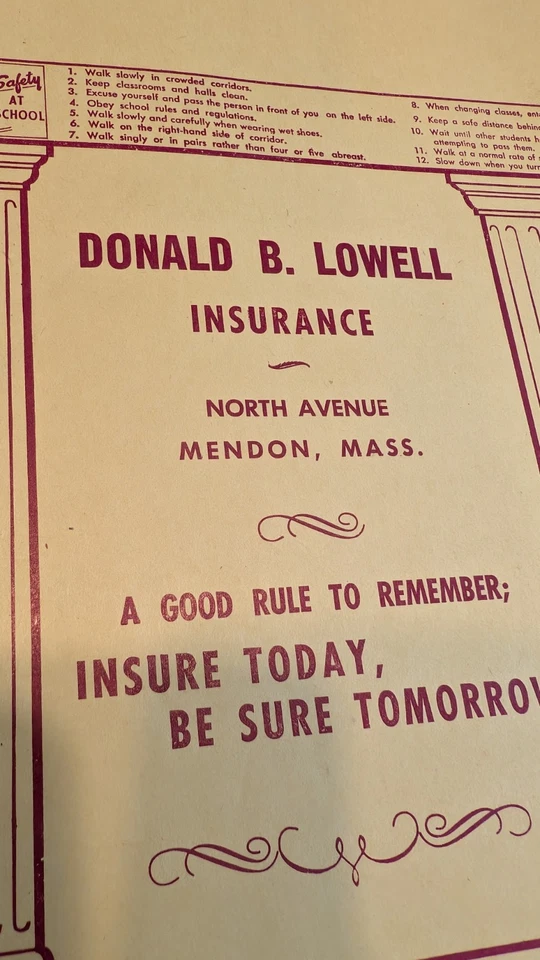 Safety
AT
SCHOOL
1. Walk slowly in crowded corridors.
2. Keep classrooms and halls clean.
3. Excuse yourself and pass the person in front of you on the left side.
4. Obey school rules and regulations.
5. Walk slowly and carefully when wearing wet shoes.
6. Walk on the right-hand side of corridor.
7. Walk singly or in pairs rather than four or five abreast.
8. When changing classes,
9. Keep a safe distance
10. Wait until other students
attempting to pass them.
11. Walk at a normal rate of
12. Slow down when you
DONALD B. LOWELL
INSURANCE
NORTH AVENUE
MENDON, MASS.
A GOOD RULE TO REMEMBER;
INSURE TODAY,
BE SURE TOMORROW